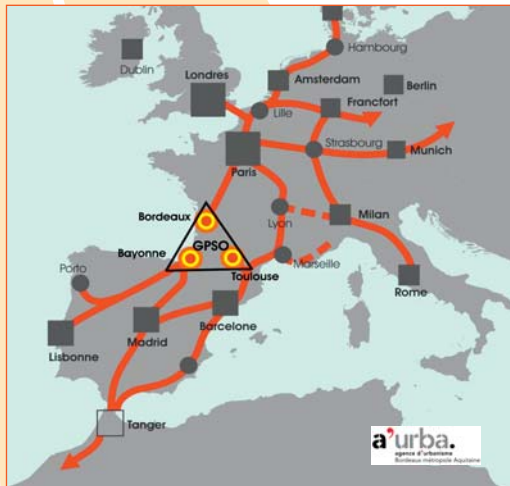 Hambourg
Dublin
Londres
Amsterdam
Berlin
Lille
Francfort
Strasbourg
Munich
Paris
Bordeaux
Lyon
Milan
GPSO
Bayonne
Porto
Toulouse
Marseille
Rome
Barcelone
Lisbonne
Madrid
Tanger
a'urba.
agence d'urbanisme
Bordeaux métropole Aquitaine